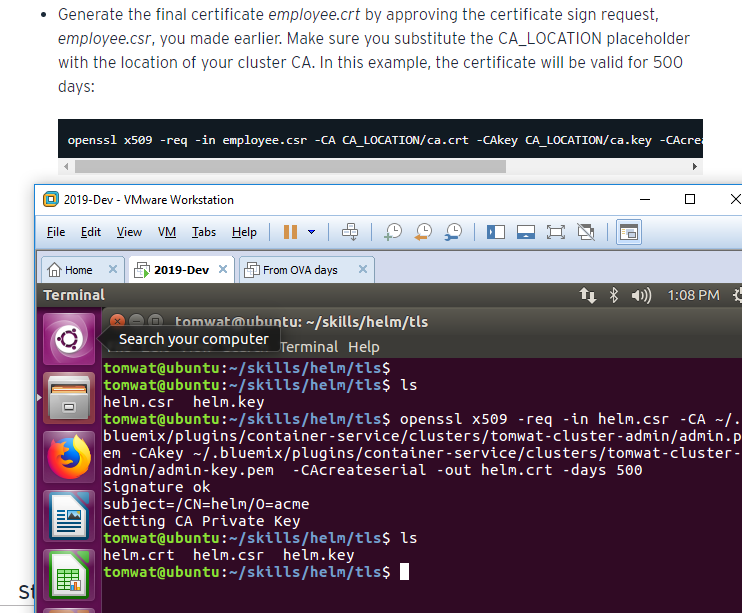 Generate the final certificate employee.crt by approving the certificate sign request,
employee.csr, you made earlier. Make sure you substitute the CA_LOCATION placeholder
with the location of your cluster CA. In this example, the certificate will be valid for 500
days:
openssl x509 -req -in employee.csr -CA CA_LOCATION/ca.crt -CAkey CA_LOCATION/ca.key -CAcrea
2019-Dev - VMware Workstation
File Edit View VM Tabs Help
Home 2019-Dev From OVA days
Terminal 1:08 PM
tomwat@ubuntu: ~/skills/helm/tls
Search your computer
Terminal Help
tomwat@ubuntu:~/skills/helm/tls$
tomwat@ubuntu:~/skills/helm/tls$ ls
helm.csr helm.key
tomwat@ubuntu:~/skills/helm/tls$ openssl x509 -req -in helm.csr -CA ~/.
bluemix/plugins/container-service/clusters/tomwat-cluster-admin/admin.p
em -CAkey ~/.bluemix/plugins/container-service/clusters/tomwat-cluster-
admin/admin-key.pem -CAcreateserial -out helm.crt -days 500
Signature ok
subject=/CN=helm/O=acme
Getting CA Private Key
tomwat@ubuntu:~/skills/helm/tls$ ls
helm.crt helm.csr helm.key
tomwat@ubuntu:~/skills/helm/tls$
St